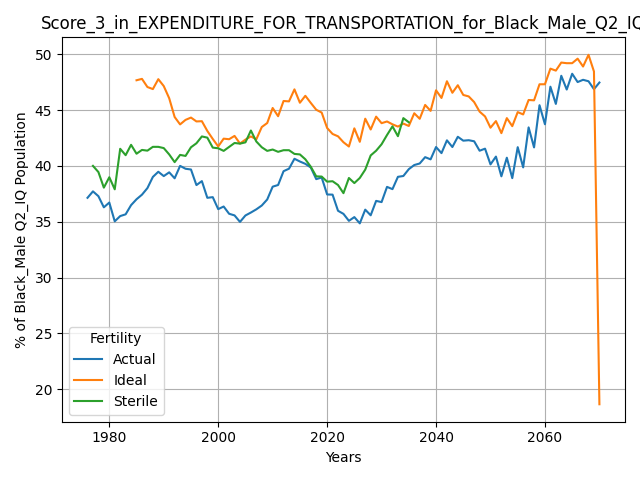 Score_3_in_EXPENDITURE_FOR_TRANSPORTATION_for_Black_Male_Q2_IQ
50
45
40
35
30
25
20
% of Black_Male Q2_IQ Population
Fertility
Actual
Ideal
Sterile
1980 2000 2020 2040 2060
Years